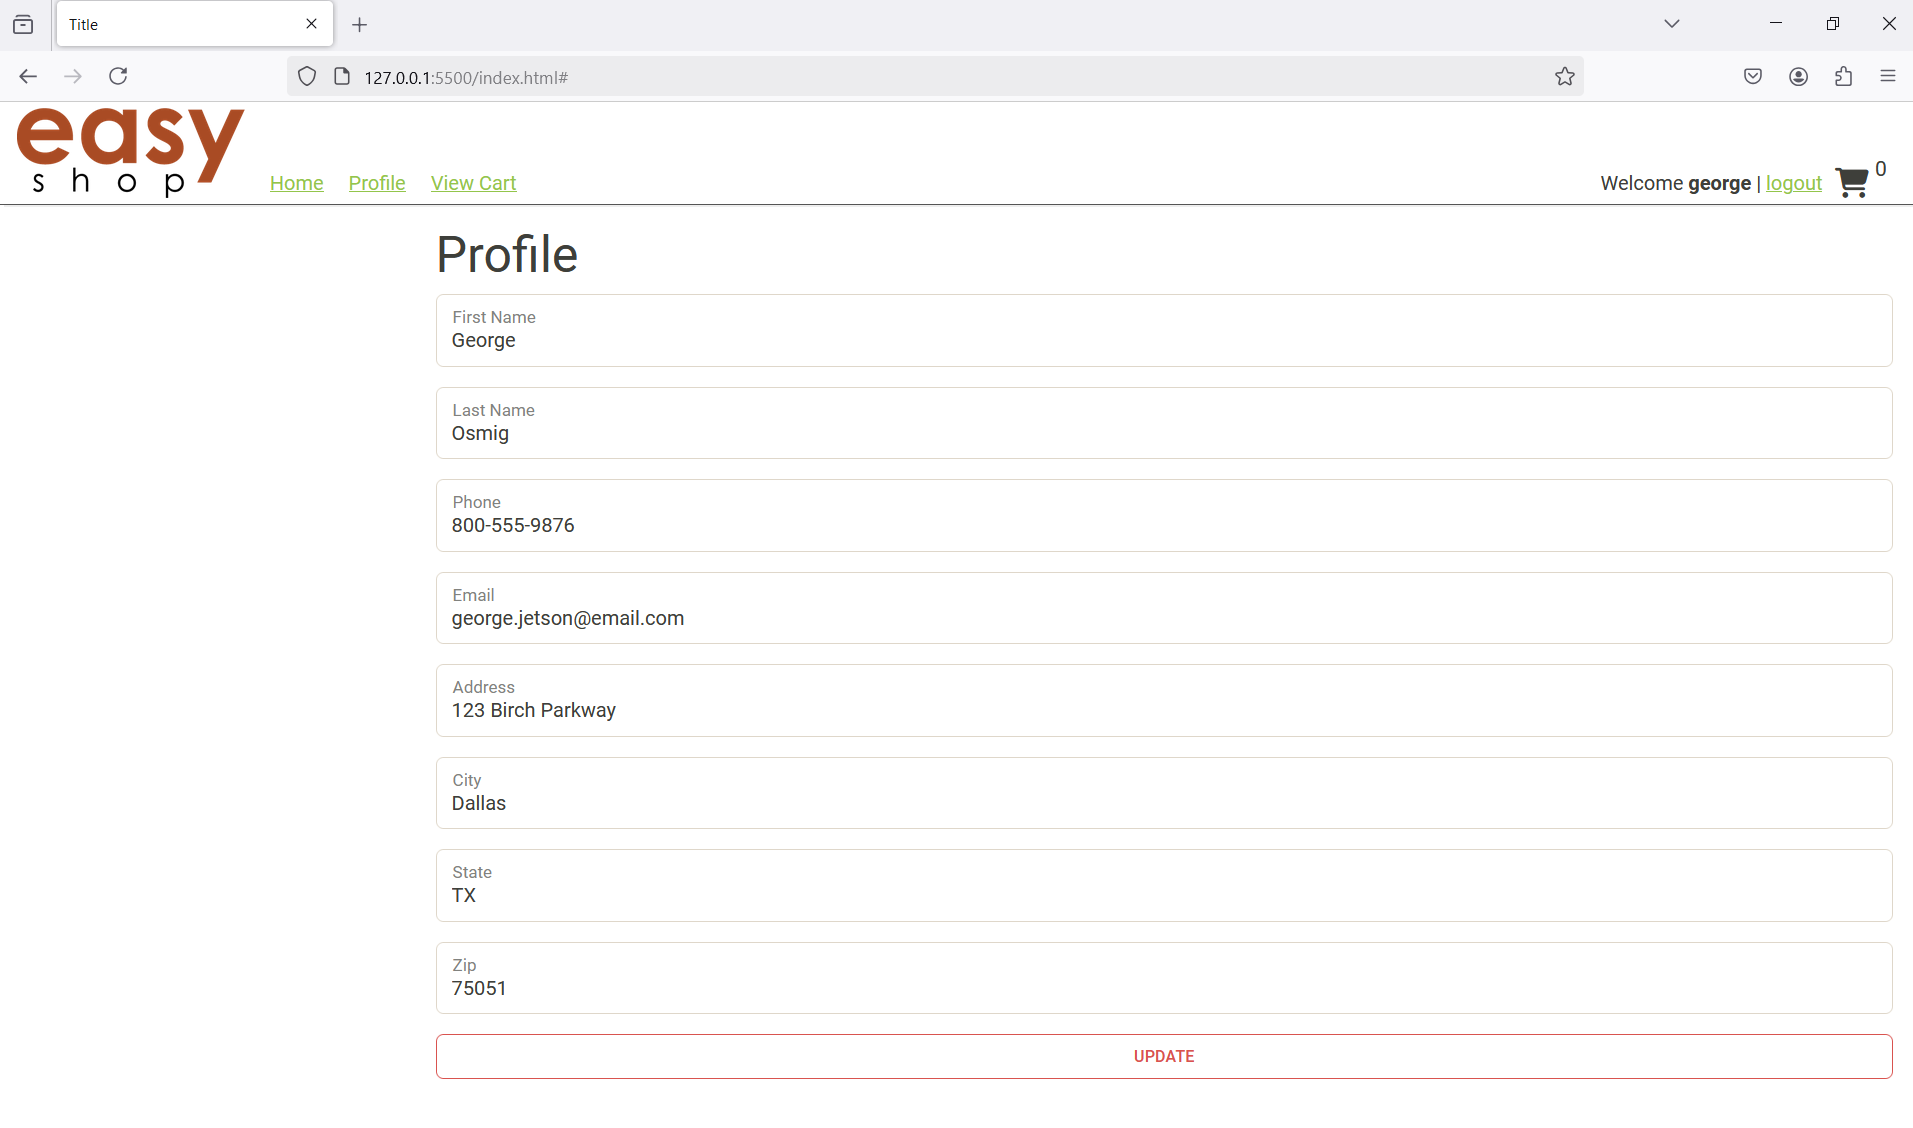 Title
127.0.0.1:5500/index.html#
easy
shop
Home Profile View Cart
Welcome george | logout 0
Profile
First Name
George
Last Name
Osmig
Phone
800-555-9876
Email
george.jetson@email.com
Address
123 Birch Parkway
City
Dallas
State
TX
Zip
75051
UPDATE